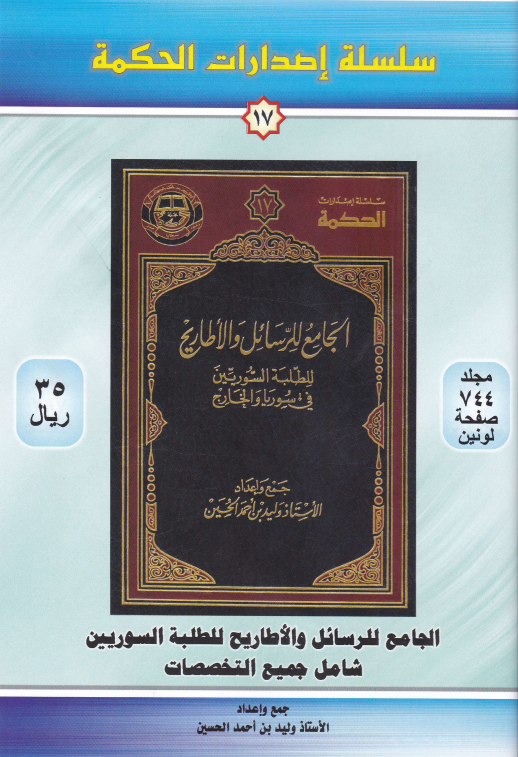 سلسلة إصدارات الحكمة
١٧
سلسلة إصدارات
الحكمة
١٧
الجامع للرسائل والأطاريح
للطلبة السوريين
في سوريا والخارج
جمع وإعداد
الأستاذ وليد بن أحمد الحسين
مجلد
٧٤٤
صفحة
لونين
٣٥
ريال
الجامع للرسائل والأطاريح للطلبة السوريين
شامل جميع التخصصات
جمع وإعداد
الأستاذ وليد بن أحمد الحسين